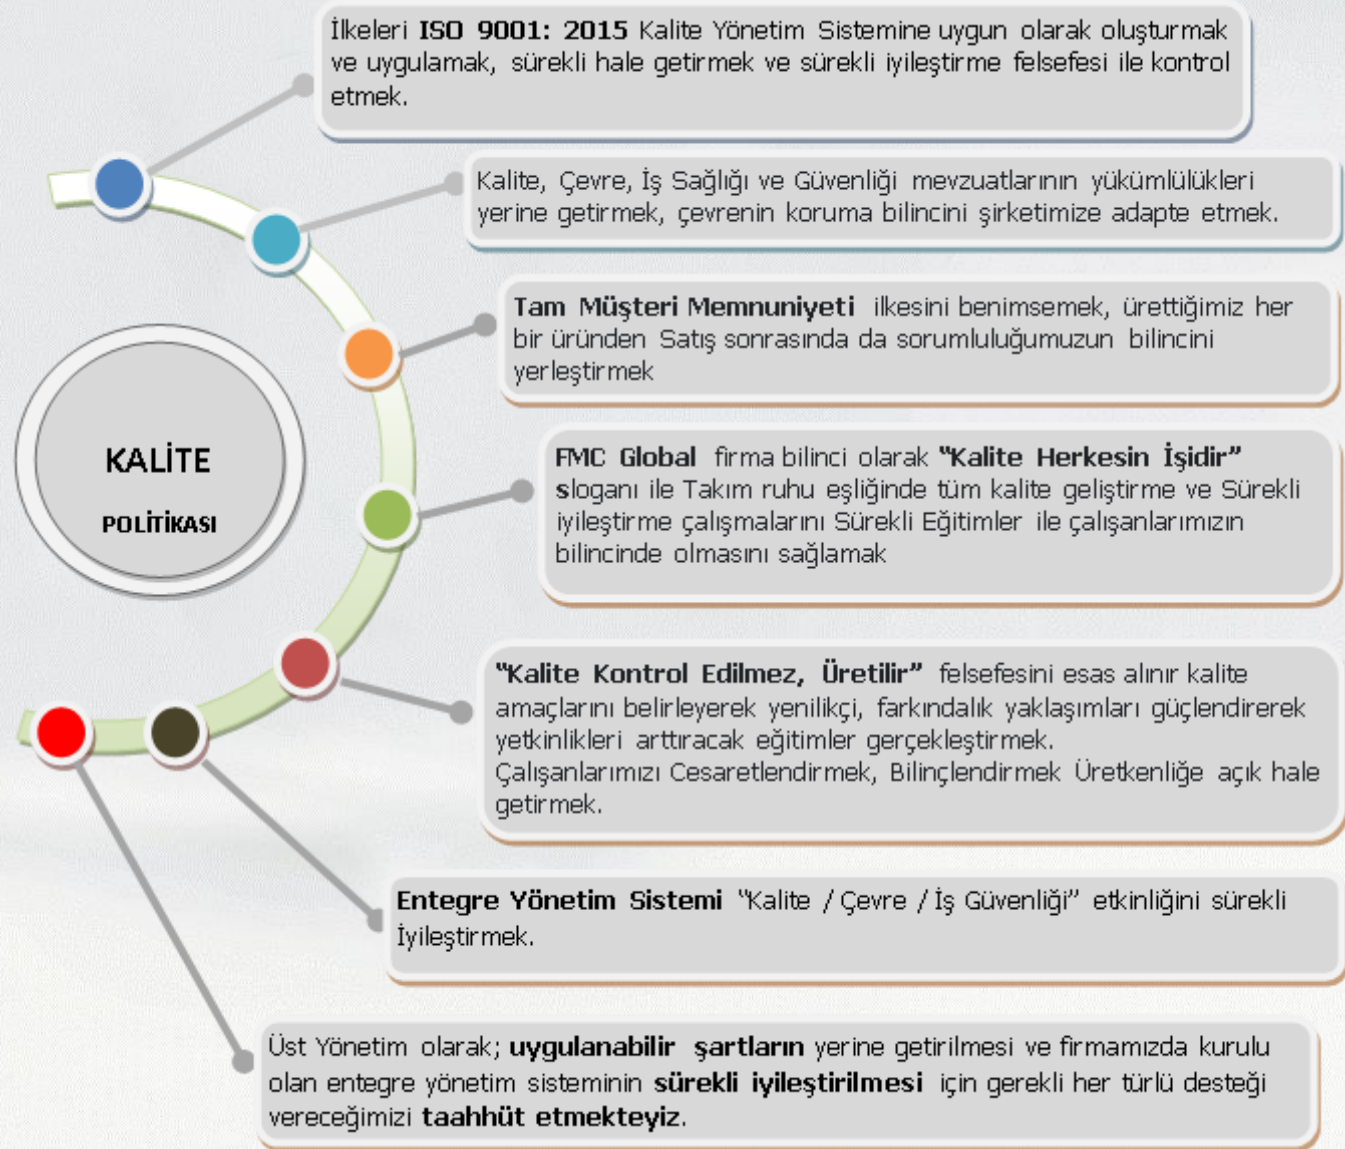 İlkeleri ISO 9001: 2015 Kalite Yönetim Sistemine uygun olarak oluşturmak
ve uygulamak, sürekli hale getirmek ve sürekli iyileştirme felsefesi ile kontrol
etmek.
Kalite, Çevre, İş Sağlığı ve Güvenliği mevzuatlarının yükümlülükleri
yerine getirmek, çevrenin koruma bilincini şirketimize adapte etmek.
Tam Müşteri Memnuniyeti ilkesini benimsemek, ürettiğimiz her
bir üründen Satış sonrasında da sorumluluğumuzun bilincini
yerleştirmek
KALİTE
POLİTİKASI
FMC Global firma bilinci olarak “Kalite Herkesin İşidir”
sloganı ile Takım ruhu eşliğinde tüm kalite geliştirme ve Sürekli
iyileştirme çalışmalarını Sürekli Eğitimler ile çalışanlarımızın
bilincinde olmasını sağlamak
“Kalite Kontrol Edilmez, Üretilir” felsefesini esas alınır kalite
amaçlarını belirleyerek yenilikçi, farkındalık yaklaşımları güçlendirerek
yetkinlikleri arttıracak eğitimler gerçekleştirmek.
Çalışanlarımızı Cesaretlendirmek, Bilinçlendirmek Üretkenliğe açık hale
getirmek.
Entegre Yönetim Sistemi “Kalite / Çevre / İş Güvenliği” etkinliğini sürekli
İyileştirmek.
Üst Yönetim olarak; uygulanabilir şartların yerine getirilmesi ve firmamızda kurulu
olan entegre yönetim sisteminin sürekli iyileştirilmesi için gerekli her türlü desteği
vereceğimizi taahhüt etmekteyiz.